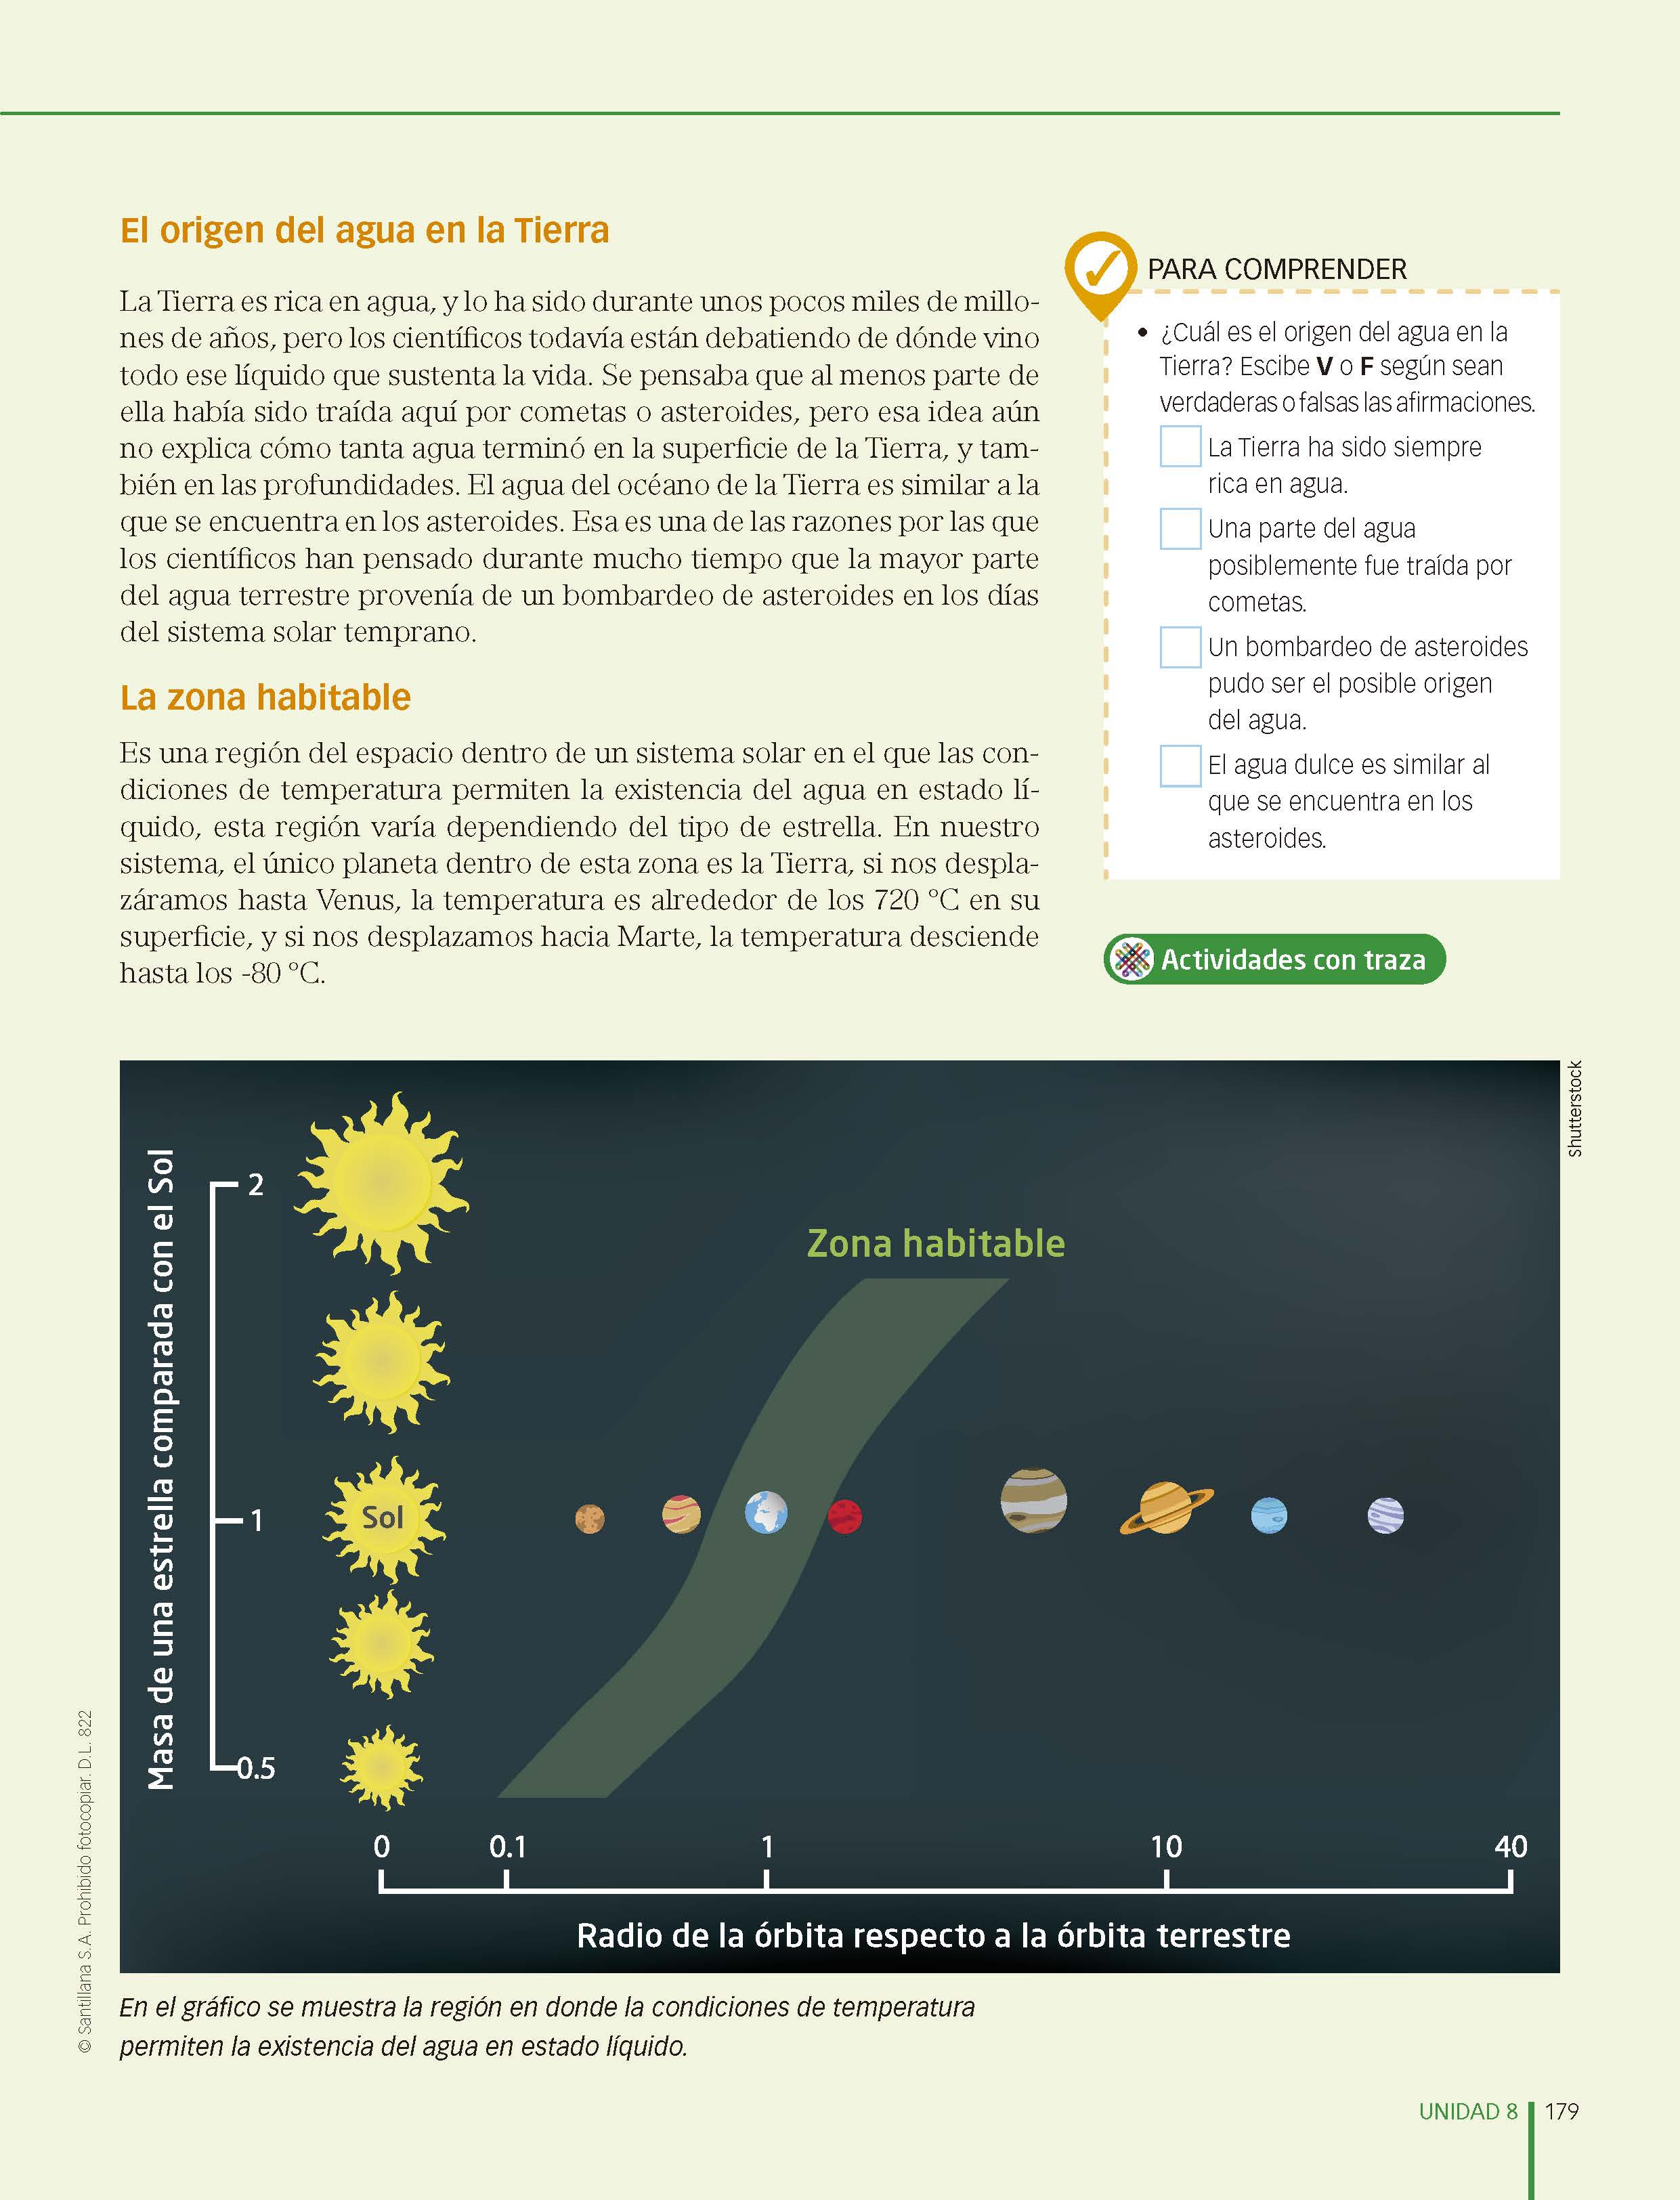 El origen del agua en la Tierra
La Tierra es rica en agua, y lo ha sido durante unos pocos miles de millo-
nes de años, pero los científicos todavía están debatiendo de dónde vino
todo ese líquido que sustenta la vida. Se pensaba que al menos parte de
ella había sido traída aquí por cometas o asteroides, pero esa idea aún
no explica cómo tanta agua terminó en la superficie de la Tierra, y tam-
bién en las profundidades. El agua del océano de la Tierra es similar a la
que se encuentra en los asteroides. Esa es una de las razones por las que
los científicos han pensado durante mucho tiempo que la mayor parte
del agua terrestre provenía de un bombardeo de asteroides en los días
del sistema solar temprano.
La zona habitable
Es una región del espacio dentro de un sistema solar en el que las con-
diciones de temperatura permiten la existencia del agua en estado lí-
quido, esta región varía dependiendo del tipo de estrella. En nuestro
sistema, el único planeta dentro de esta zona es la Tierra, si nos despla-
záramos hasta Venus, la temperatura es alrededor de los 720 °C en su
superficie, y si nos desplazamos hacia Marte, la temperatura desciende
hasta los -80 °C.
PARA COMPRENDER
• ¿Cuál es el origen del agua en la
Tierra? Escibe V o F según sean
verdaderas o falsas las afirmaciones.
La Tierra ha sido siempre
rica en agua.
Una parte del agua
posiblemente fue traída por
cometas.
Un bombardeo de asteroides
pudo ser el posible origen
del agua.
El agua dulce es similar al
que se encuentra en los
asteroides.
Actividades con traza
Shutterstock
Masa de una estrella comparada con el Sol
2
1
0.5
Sol
Zona habitable
0
0.1
1
10
40
Radio de la órbita respecto a la órbita terrestre
En el gráfico se muestra la región en donde la condiciones de temperatura
permiten la existencia del agua en estado líquido.
© Santillana S.A. Prohibido fotocopiar. D.L. 822
UNIDAD 8
179